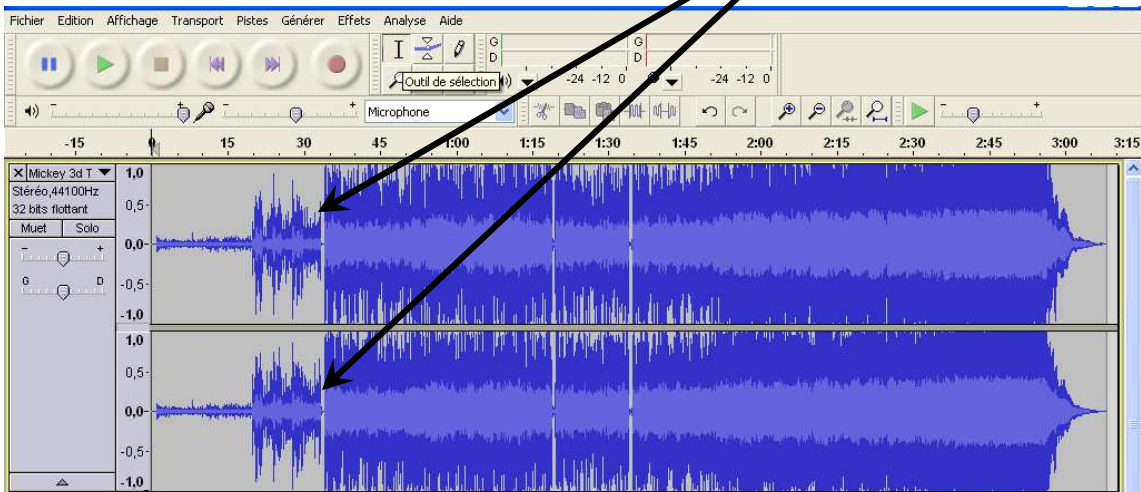 Fichier Edition Affichage Transport Pistes Générer Effets Analyse Aide
G G
D D
-24 -12 0 -24 -12 0
Outil de sélection
Microphone
-15 0 15 30 45 1:00 1:15 1:30 1:45 2:00 2:15 2:30 2:45 3:00 3:15
Mickey 3d T
Stéréo,44100Hz
32 bits flottant
Muet Solo
- +
G D
1,0
0,5-
0,0-
-0,5-
-1,0
1,0
0,5-
0,0-
-0,5-
-1,0